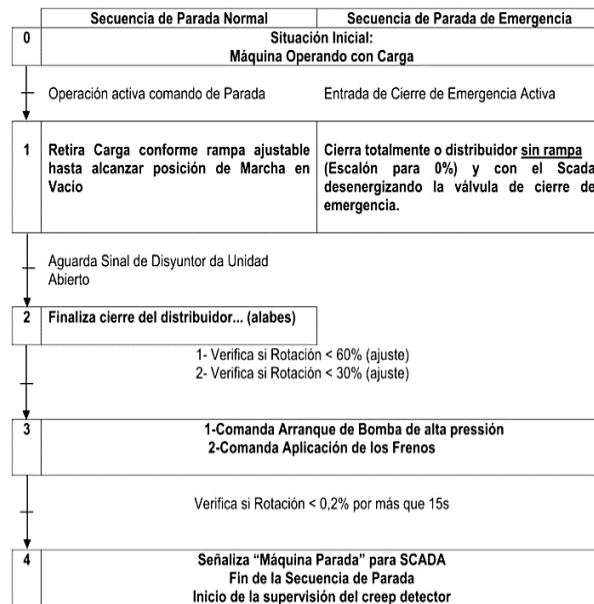 Secuencia de Parada Normal
Secuencia de Parada de Emergencia
0
Situación Inicial:
Máquina Operando con Carga
Operación activa comando de Parada
Entrada de Cierre de Emergencia Activa
1
Retira Carga conforme rampa ajustable
hasta alcanzar posición de Marcha en
Vacío
Cierra totalmente o distribuidor sin rampa
(Escalón para 0%) y con el Scada
desenergizando la válvula de cierre de
emergencia.
Aguarda Sinal de Disyuntor da Unidad
Abierto
2
Finaliza cierre del distribuidor... (alabes)
1- Verifica si Rotación < 60% (ajuste)
2- Verifica si Rotación < 30% (ajuste)
3
1-Comanda Arranque de Bomba de alta pressión
2-Comanda Aplicación de los Frenos
Verifica si Rotación < 0,2% por más que 15s
4
Señaliza “Máquina Parada” para SCADA
Fin de la Secuencia de Parada
Inicio de la supervisión del creep detector